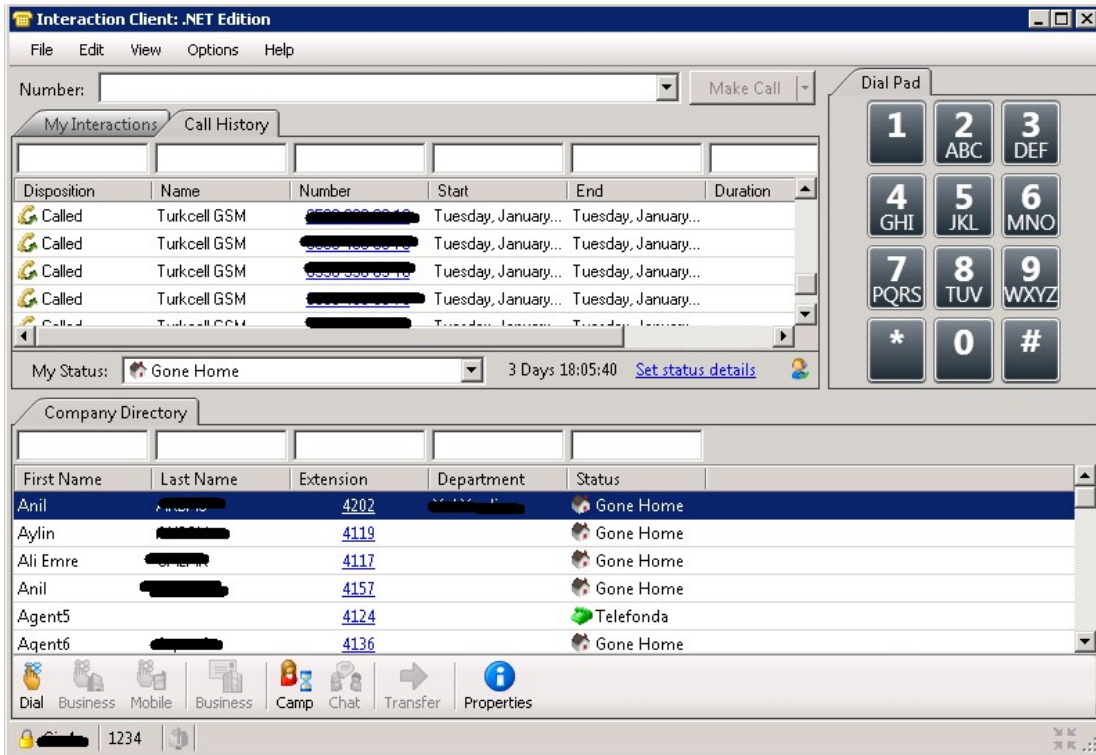 Interaction Client: .NET Edition
File Edit View Options Help
Number: Make Call
My Interactions Call History
Disposition Name Number Start End Duration
Called Turkcell GSM Tuesday, January... Tuesday, January...
Called Turkcell GSM Tuesday, January... Tuesday, January...
Called Turkcell GSM Tuesday, January... Tuesday, January...
Called Turkcell GSM Tuesday, January... Tuesday, January...
My Status: Gone Home 3 Days 18:05:40 Set status details
Dial Pad
1 2 ABC 3 DEF
4 GHI 5 JKL 6 MNO
7 PQRS 8 TUV 9 WXYZ
* 0 #
Company Directory
First Name Last Name Extension Department Status
Anil 4202 Gone Home
Aylin 4119 Gone Home
Ali Emre 4117 Gone Home
Anil 4157 Gone Home
Agent5 4124 Telefonda
Agent6 4136 Gone Home
Dial Business Mobile Business Camp Chat Transfer Properties
1234